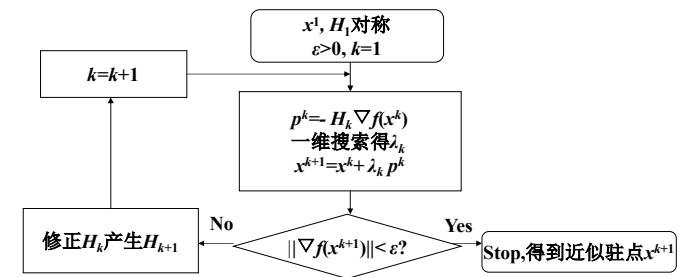 x¹, H₁对称
ε>0, k=1
k=k+1
pᵏ=- Hₖ∇f(xᵏ)
一维搜索得λₖ
xᵏ⁺¹=xᵏ+ λₖ pᵏ
No
Yes
修正Hₖ产生Hₖ₊₁
||∇f(xᵏ⁺¹)||< ε?
Stop,得到近似驻点xᵏ⁺¹